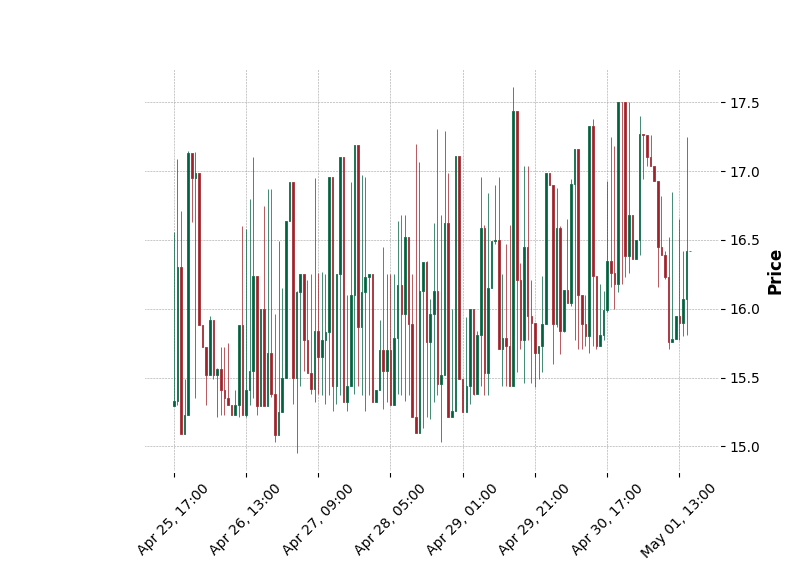 17.5
17.0
16.5
16.0
15.5
15.0
Price
Apr 25, 17:00
Apr 26, 13:00
Apr 27, 09:00
Apr 28, 05:00
Apr 29, 01:00
Apr 29, 21:00
Apr 30, 17:00
May 01, 13:00